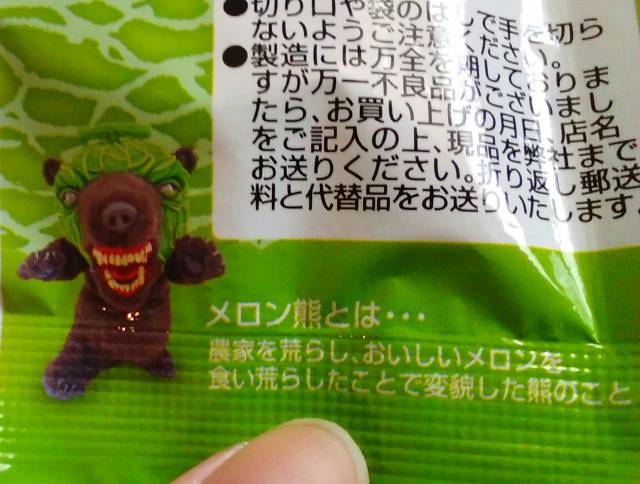 ●切り口や袋のはしで手を切ら
ないようご注意ください。
●製造には万全を期しておりま
すが万一不良品がございまし
たら、お買い上げの月日、店名
をご記入の上、現品を弊社まで
お送りください。折り返し郵送
料と代替品をお送りいたします。
メロン熊とは・・・
農家を荒らし、おいしいメロンを…
食い荒らしたことで変貌した熊のこと